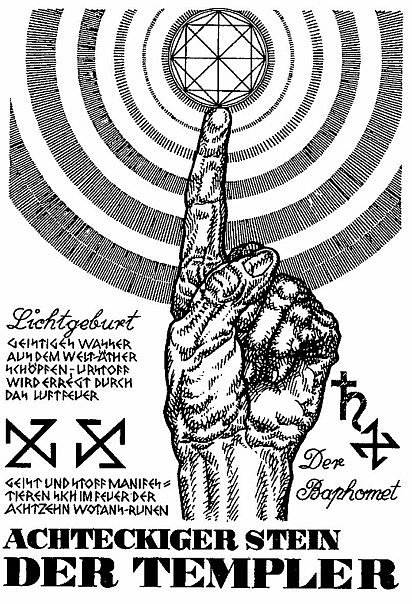 Lichtgeburt
GEISTIGES WASSER
AUS DEM WELT-ÄTHER
SCHÖPFEN-URSTOFF
WIRD ERREGT DURCH
DAS LUFTFEUER
GEIST UND STOFF MANIFES=
TIEREN SICH IM FEUER DER
ACHTZEHN WOTANS-RUNEN
Der
Baphomet
ACHTECKIGER STEIN
DER TEMPLER